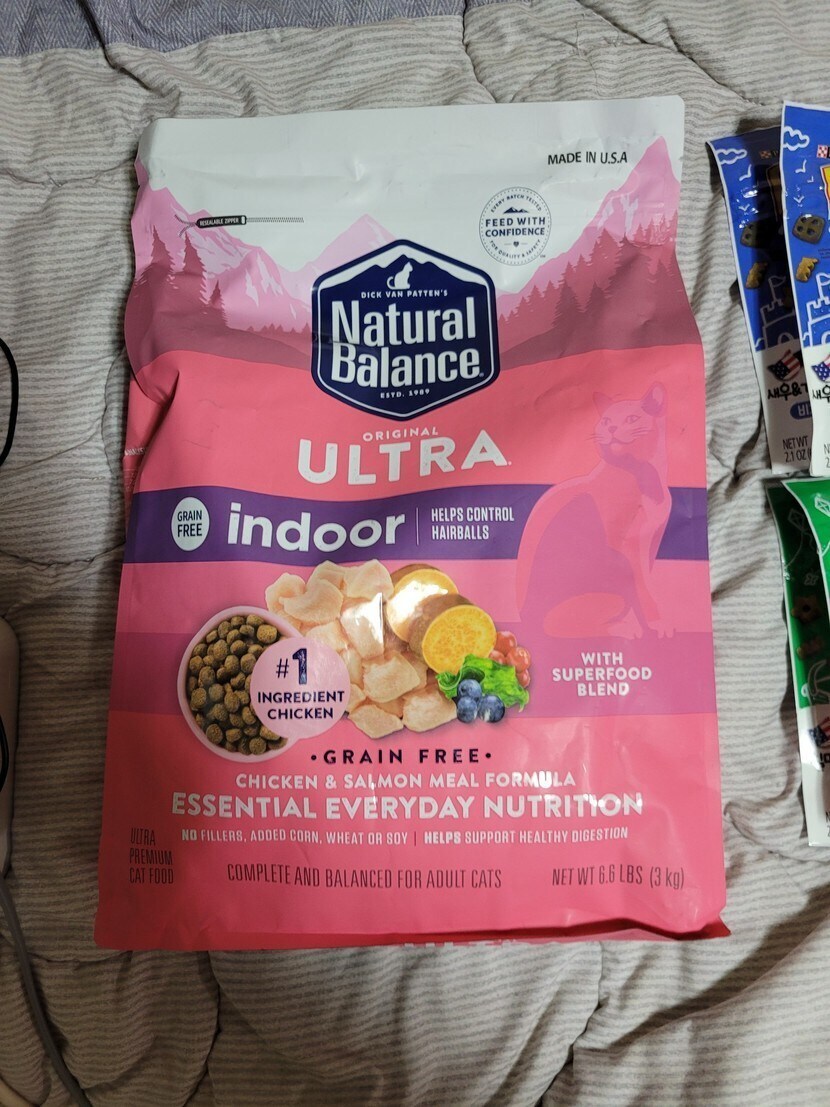 MADE IN U.S.A
RESEALABLE ZIPPER
EVERY BATCH TESTED
FEED WITH
CONFIDENCE
FOR QUALITY & SAFETY
DICK VAN PATTEN'S
Natural
Balance
ESTD. 1989
ORIGINAL
ULTRA
GRAIN
FREE
indoor
HELPS CONTROL
HAIRBALLS
#1
INGREDIENT
CHICKEN
WITH
SUPERFOOD
BLEND
•GRAIN FREE•
CHICKEN & SALMON MEAL FORMULA
ESSENTIAL EVERYDAY NUTRITION
NO FILLERS, ADDED CORN, WHEAT OR SOY | HELPS SUPPORT HEALTHY DIGESTION
ULTRA
PREMIUM
CAT FOOD
COMPLETE AND BALANCED FOR ADULT CATS
NET WT 6.6 LBS (3 kg)
NET WT
2.1 OZ